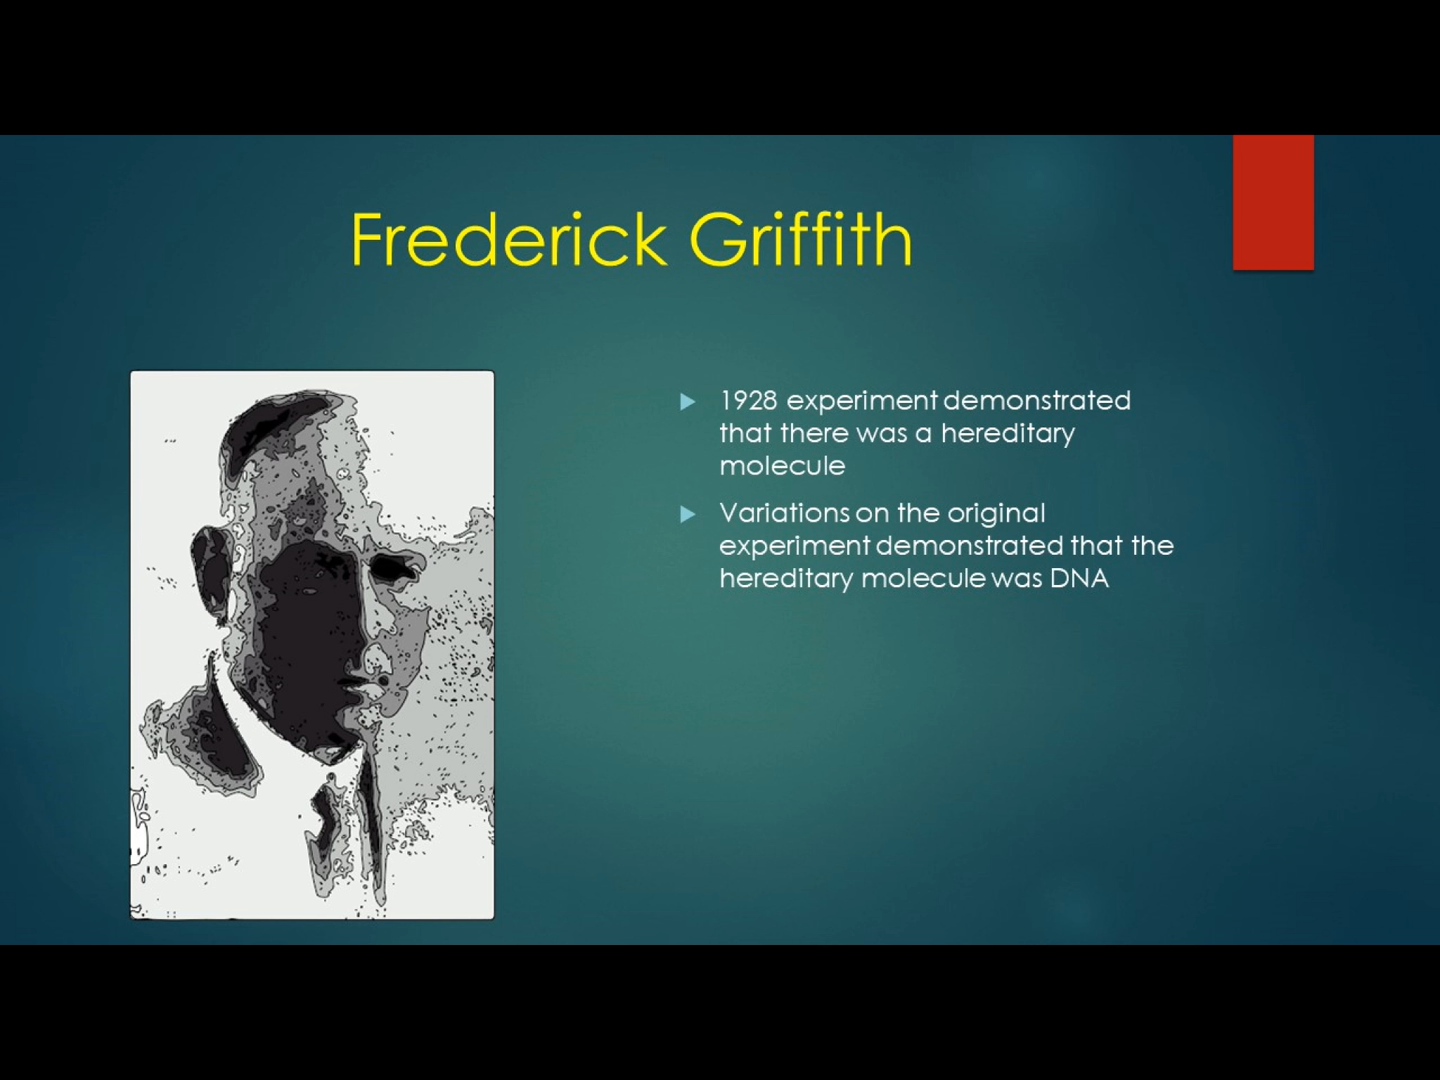 Frederick Griffith
1928 experiment demonstrated
that there was a hereditary
molecule
Variations on the original
experiment demonstrated that the
hereditary molecule was DNA